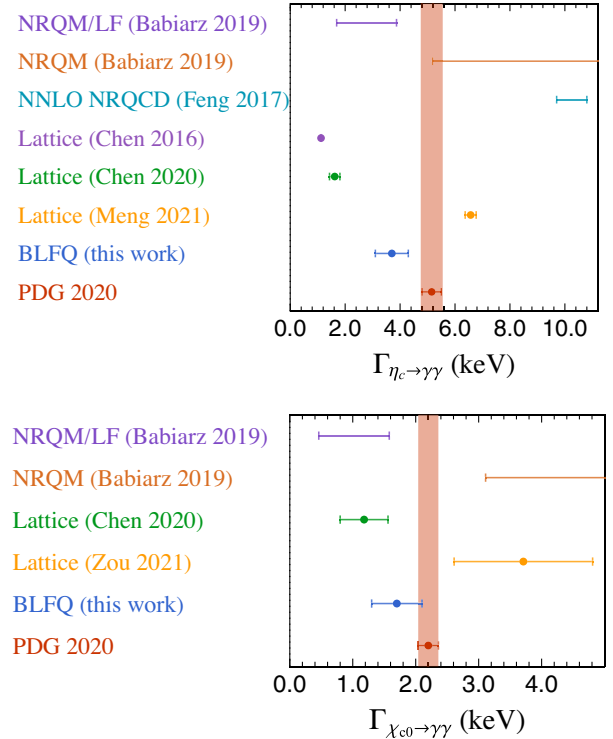 NRQM/LF (Babiarz 2019)
NRQM (Babiarz 2019)
NNLO NRQCD (Feng 2017)
Lattice (Chen 2016)
Lattice (Chen 2020)
Lattice (Meng 2021)
BLFQ (this work)
PDG 2020
0.0 2.0 4.0 6.0 8.0 10.0
Γηc→γγ (keV)
NRQM/LF (Babiarz 2019)
NRQM (Babiarz 2019)
Lattice (Chen 2020)
Lattice (Zou 2021)
BLFQ (this work)
PDG 2020
0.0 1.0 2.0 3.0 4.0
Γχc0→γγ (keV)